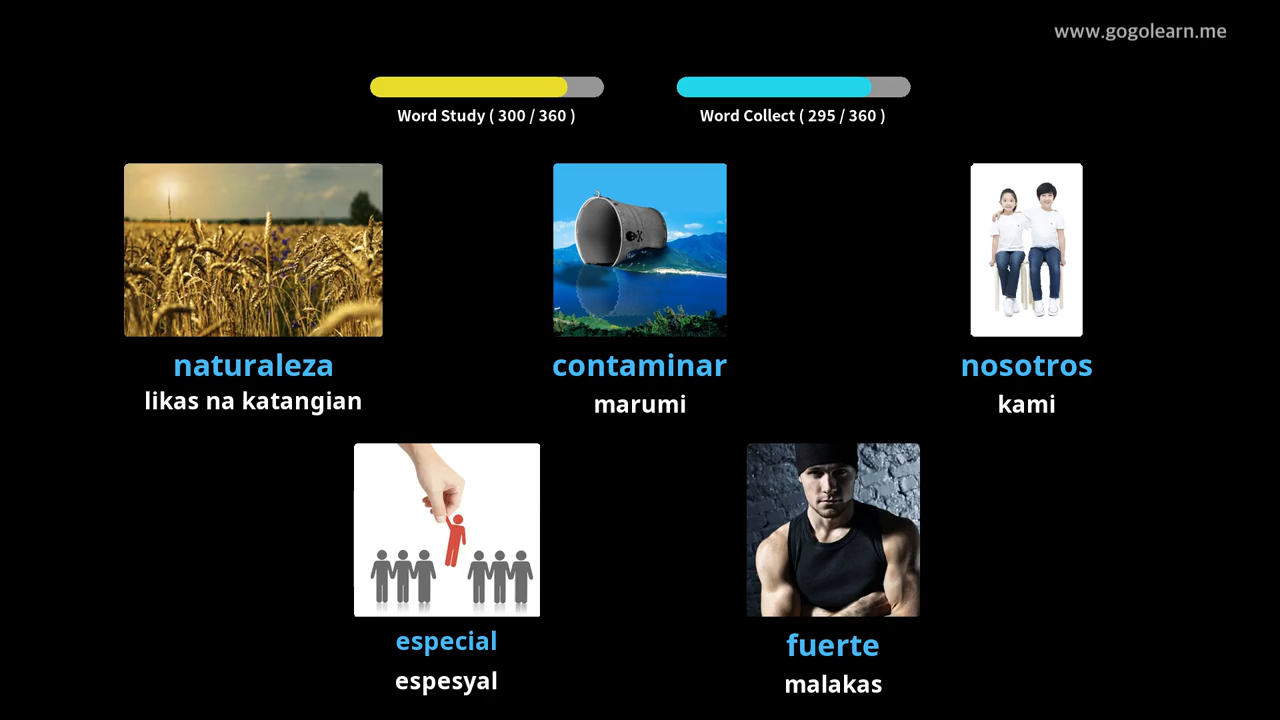 www.gogolearn.me
Word Study ( 300 / 360 )
Word Collect ( 295 / 360 )
naturaleza
likas na katangian
contaminar
marumi
nosotros
kami
especial
espesyal
fuerte
malakas